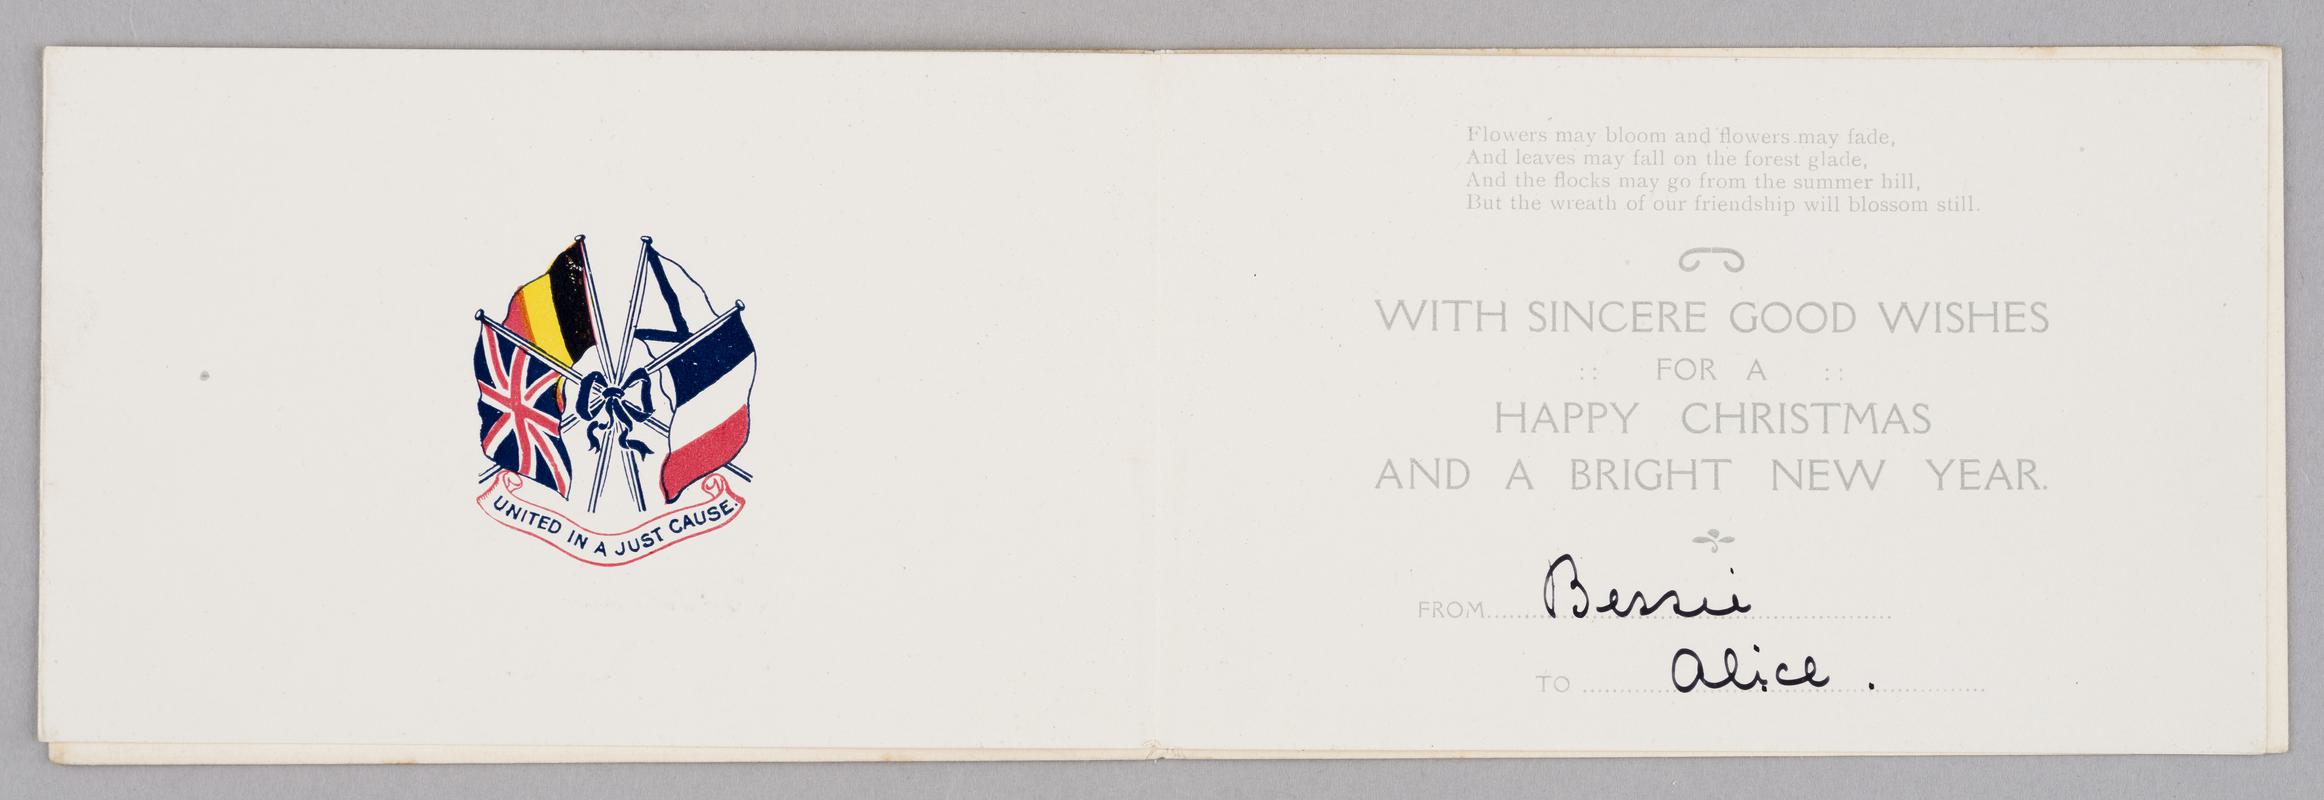 UNITED IN A JUST CAUSE.
Flowers may bloom and flowers may fade,
And leaves may fall on the forest glade,
And the flocks may go from the summer hill,
But the wreath of our friendship will blossom still.
WITH SINCERE GOOD WISHES
:: FOR A ::
HAPPY CHRISTMAS
AND A BRIGHT NEW YEAR.
FROM Bessie
TO Alice.